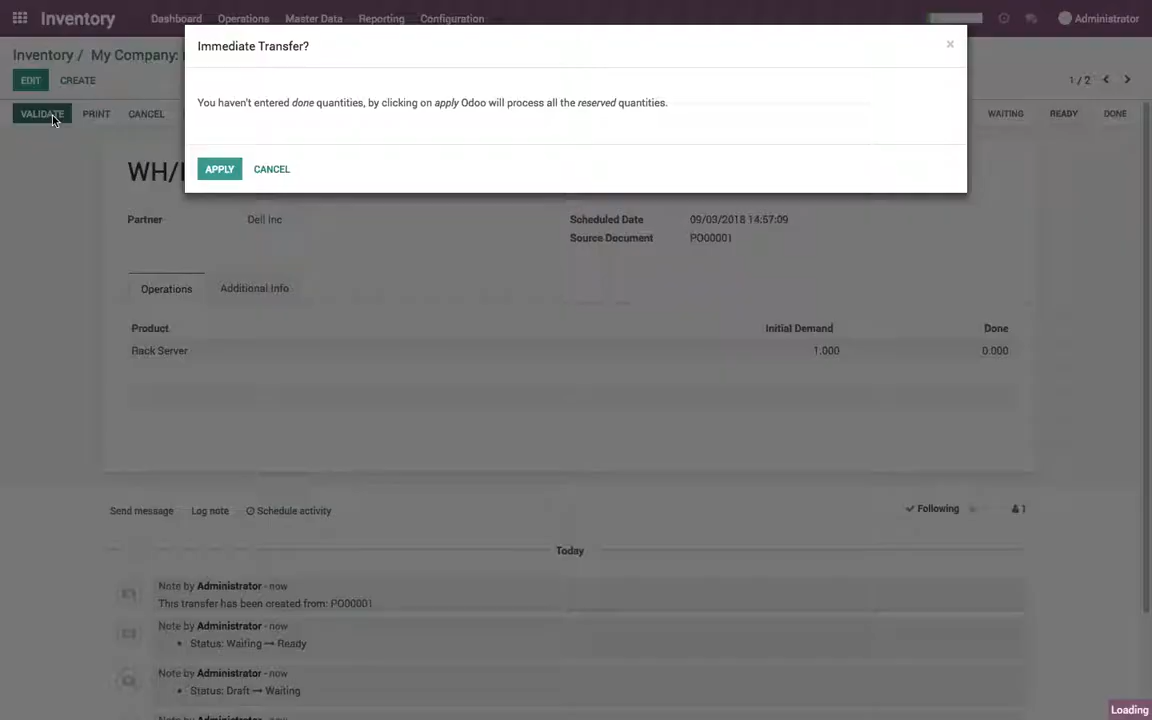 Inventory Dashboard Operations Master Data Reporting Configuration Administrator
Immediate Transfer? ×
Inventory / My Company:
EDIT CREATE 1 / 2
You haven't entered done quantities, by clicking on apply Odoo will process all the reserved quantities.
VALIDATE PRINT CANCEL WAITING READY DONE
APPLY CANCEL
WH/
Partner Dell Inc Scheduled Date 09/03/2018 14:57:09
Source Document PO00001
Operations Additional Info
Product Initial Demand Done
Rack Server 1.000 0.000
Send message Log note Schedule activity Following 1
Today
Note by Administrator - now
This transfer has been created from: PO00001
Note by Administrator - now
• Status: Waiting → Ready
Note by Administrator - now
• Status: Draft → Waiting
Note by Administrator - now
Loading